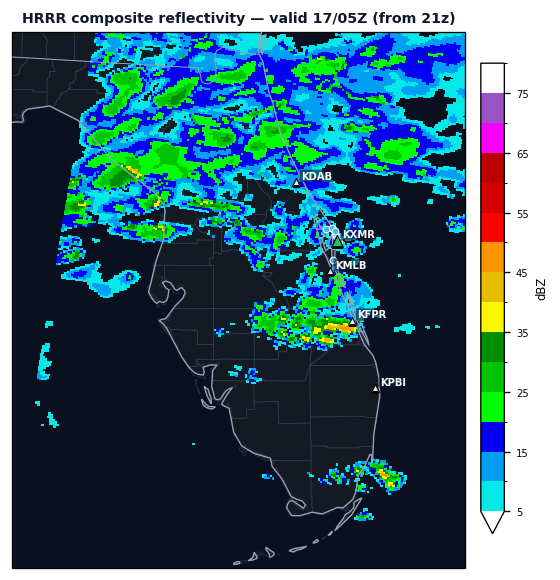 HRRR composite reflectivity — valid 17/05Z (from 21z)
KDAB
KXMR
KMLB
KFPR
KPBI
75
65
55
45
35
25
15
5
dBZ